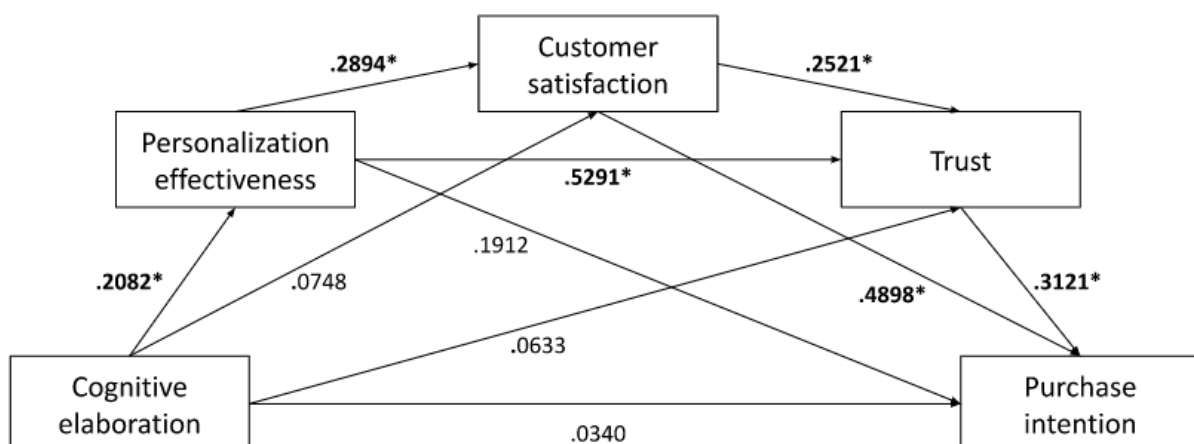 Customer
satisfaction
.2894*
.2521*
Personalization
effectiveness
Trust
.5291*
.1912
.2082*
.0748
.4898*
.3121*
.0633
Cognitive
elaboration
Purchase
intention
.0340